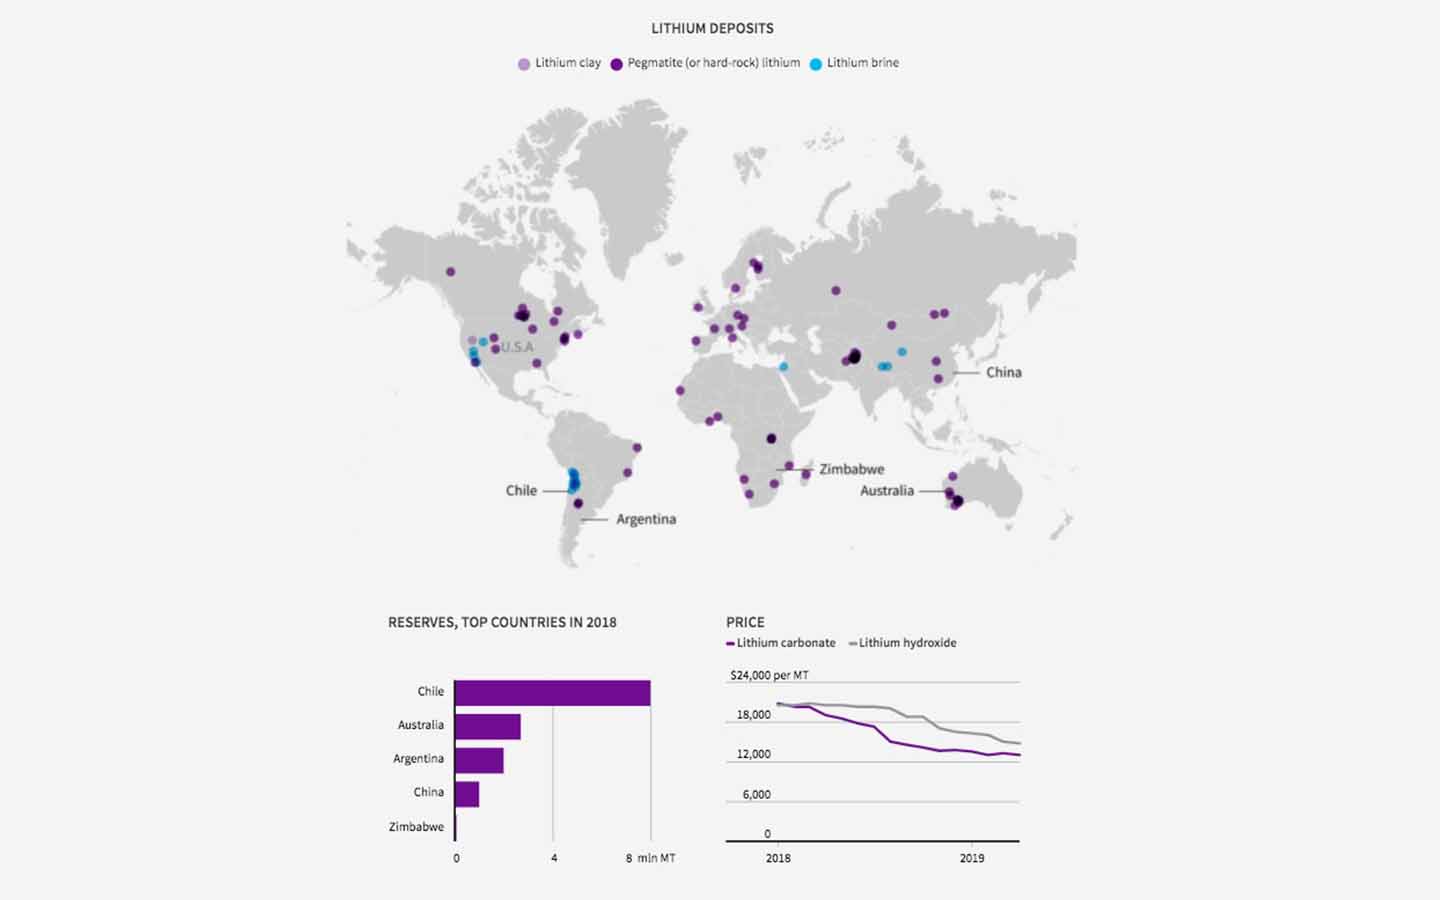 LITHIUM DEPOSITS
Lithium clay Pegmatite (or hard-rock) lithium Lithium brine
U.S.A
China
Zimbabwe
Chile
Australia
Argentina
RESERVES, TOP COUNTRIES IN 2018
Chile
Australia
Argentina
China
Zimbabwe
0 4 8 mln MT
PRICE
Lithium carbonate Lithium hydroxide
$24,000 per MT
18,000
12,000
6,000
0
2018 2019